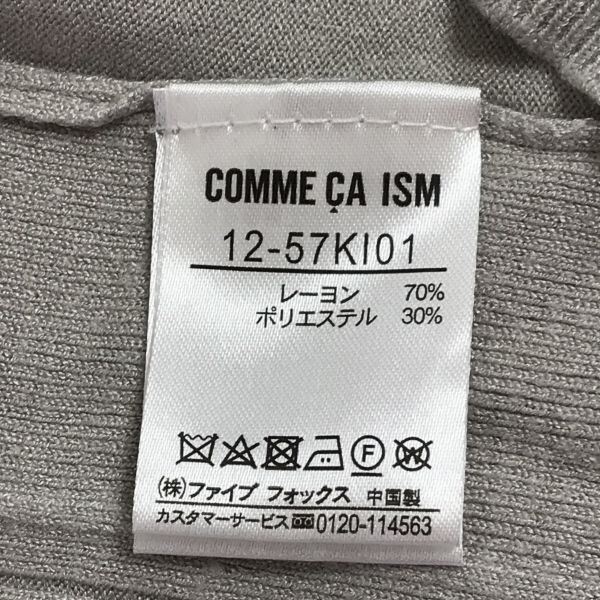 COMME ÇA ISM
12-57KI01
レーヨン 70%
ポリエステル 30%
F W
(株)ファイブ フォックス 中国製
カスタマーサービス 0120-114563